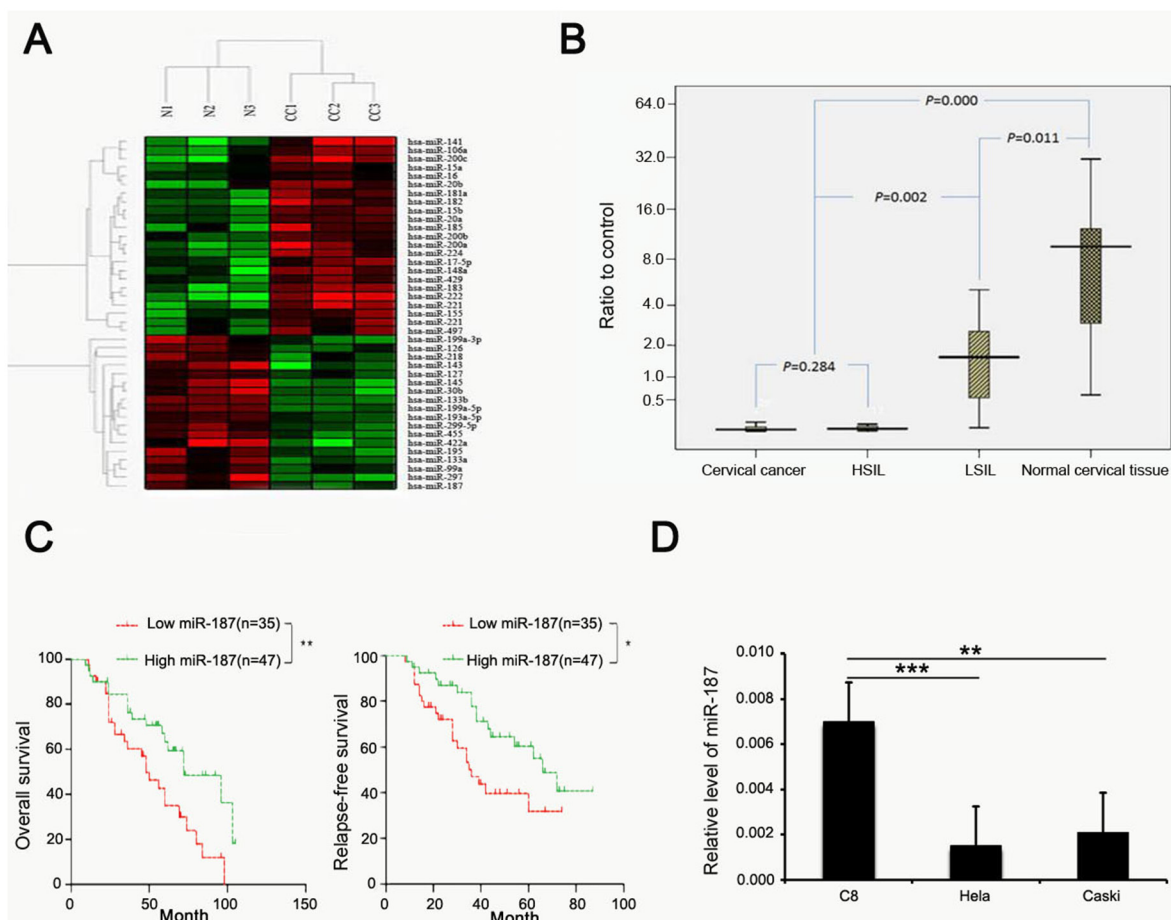 A
N1 N2 N3 CC1 CC2 CC3
hsa-miR-141
hsa-miR-106a
hsa-miR-200c
hsa-miR-15a
hsa-miR-16
hsa-miR-20b
hsa-miR-181a
hsa-miR-182
hsa-miR-15b
hsa-miR-20a
hsa-miR-185
hsa-miR-200b
hsa-miR-200a
hsa-miR-224
hsa-miR-17-5p
hsa-miR-148a
hsa-miR-429
hsa-miR-183
hsa-miR-222
hsa-miR-221
hsa-miR-155
hsa-miR-221
hsa-miR-497
hsa-miR-199a-3p
hsa-miR-126
hsa-miR-218
hsa-miR-143
hsa-miR-127
hsa-miR-145
hsa-miR-30b
hsa-miR-133b
hsa-miR-199a-5p
hsa-miR-193a-5p
hsa-miR-299-5p
hsa-miR-455
hsa-miR-422a
hsa-miR-195
hsa-miR-133a
hsa-miR-99a
hsa-miR-297
hsa-miR-187
B
Ratio to control
64.0
32.0
16.0
8.0
4.0
2.0
1.0
0.5
P=0.000
P=0.011
P=0.002
P=0.284
Cervical cancer HSIL LSIL Normal cervical tissue
C
Low miR-187(n=35)
**
High miR-187(n=47)
Overall survival
100
80
60
40
20
0
0 50 100 150
Month
Low miR-187(n=35)
*
High miR-187(n=47)
Relapse-free survival
100
80
60
40
20
0
0 20 40 60 80 100
Month
D
Relative level of miR-187
0.010
0.008
0.006
0.004
0.002
0.000
**
***
C8 Hela Caski